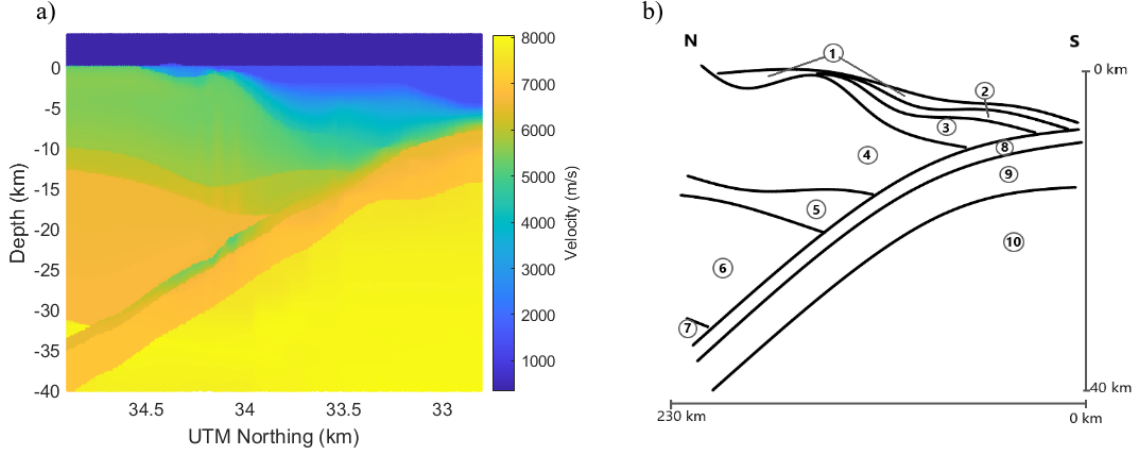 a)
0
-5
-10
-15
-20
-25
-30
-35
-40
Depth (km)
34.5 34 33.5 33
UTM Northing (km)
8000
7000
6000
5000
4000
3000
2000
1000
Velocity (m/s)
b)
N S
1
2
3
4
5
6
7
8
9
10
0 km
40 km
230 km 0 km